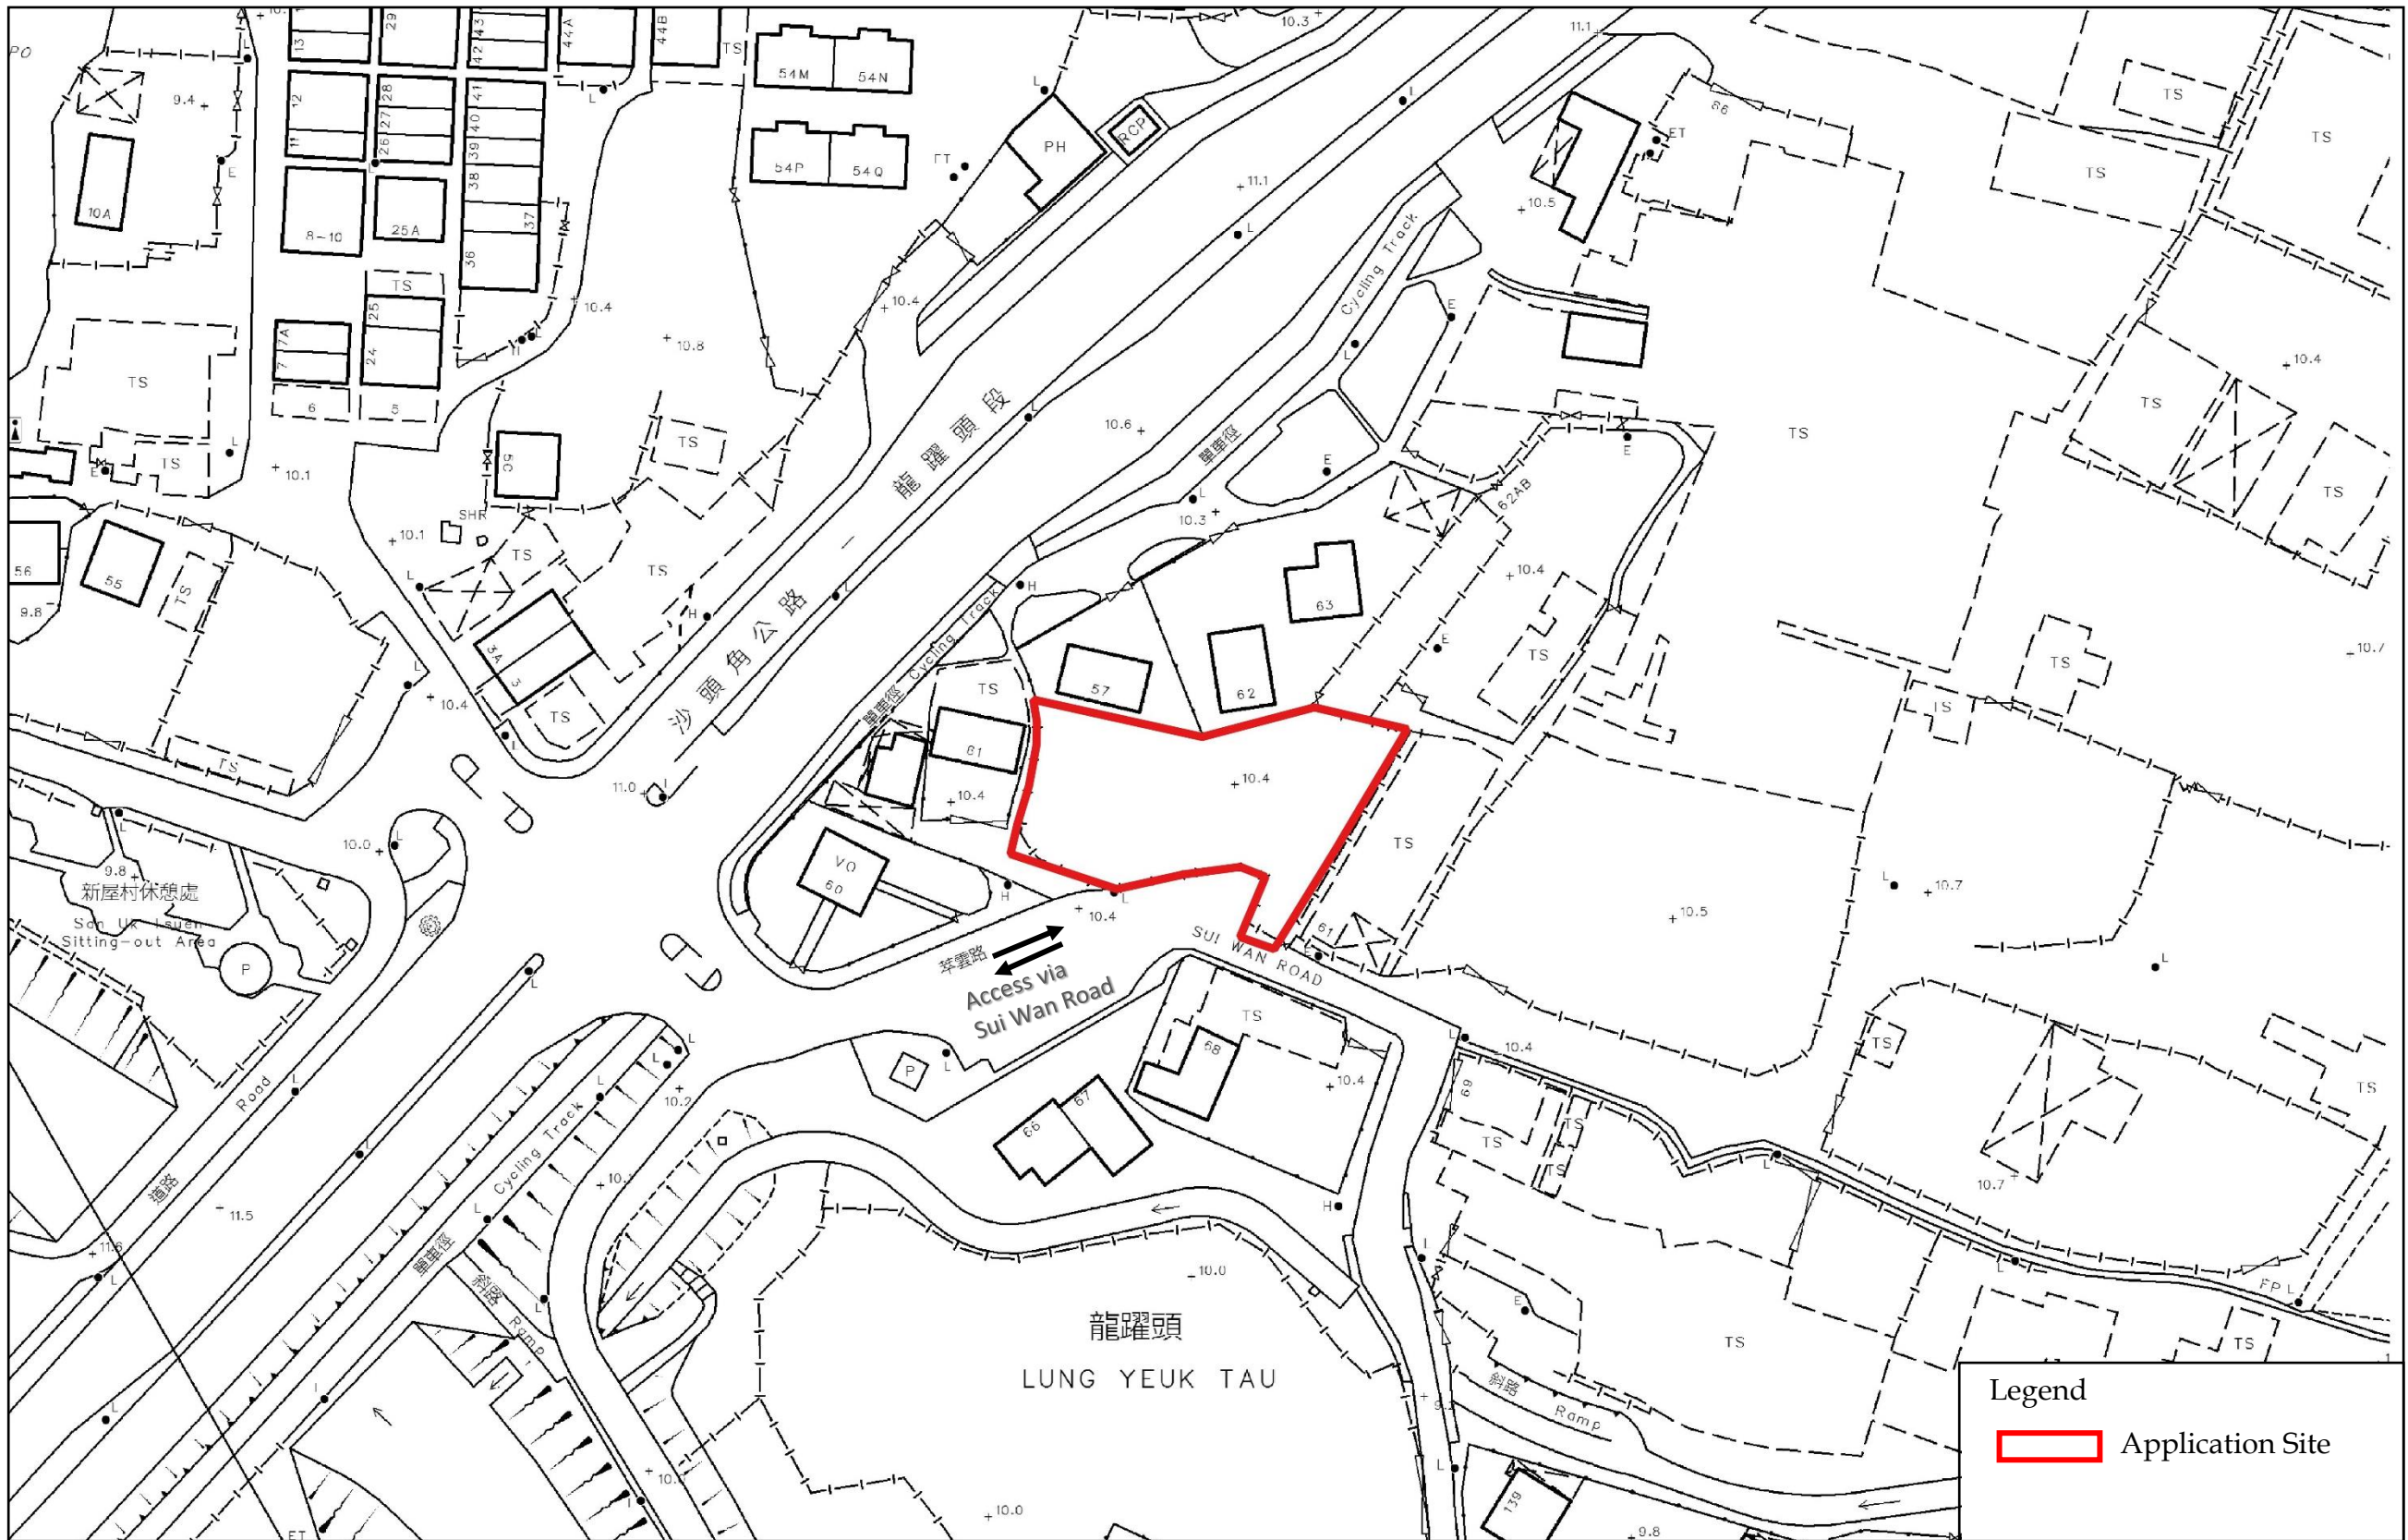 PO
10.
13
29
42 43
44A
44B
TS
54M
54N
10.3
11.1
9.4
12
11
28
27
26
41
40
39
38
37
36
54P
54Q
PH
RCP
E
10A
8-10
25A
TS
11.1
10.5
86
ET
TS
TS
TS
L
10.4
10.4
10.8
Cycling Track
單車徑
E
TS
7A
7
25
24
6
5
5C
TS
TS
10.1
龍躍頭段
10.6
L
E
TS
TS
TS
10.4
SHR
10.1
TS
TS
56
55
TS
9.8
3A
3
TS
沙頭角公路
單車徑 Cycling Track
H
10.3
62AB
63
57
62
10.4
E
TS
TS
TS
10.7
10.4
TS
11.0
TS
61
10.4
10.4
TS
VO
60
H
10.4
10.0
9.8
新屋村休憩處
San Uk Tsuen
Sitting-out Area
P
SUI WAN ROAD
61
萃雲路
Access via
Sui Wan Road
10.5
10.7
L
TS
68
10.4
P
66
67
10.4
69
TS
TS
TS
TS
TS
10.7
10.2
Road
道路
11.5
Cycling Track
單車徑
斜路
Ramp
10.0
龍躍頭
LUNG YEUK TAU
H
E
TS
TS
FP
L
斜路
Ramp
139
10.0
9.8
ET
Legend
Application Site